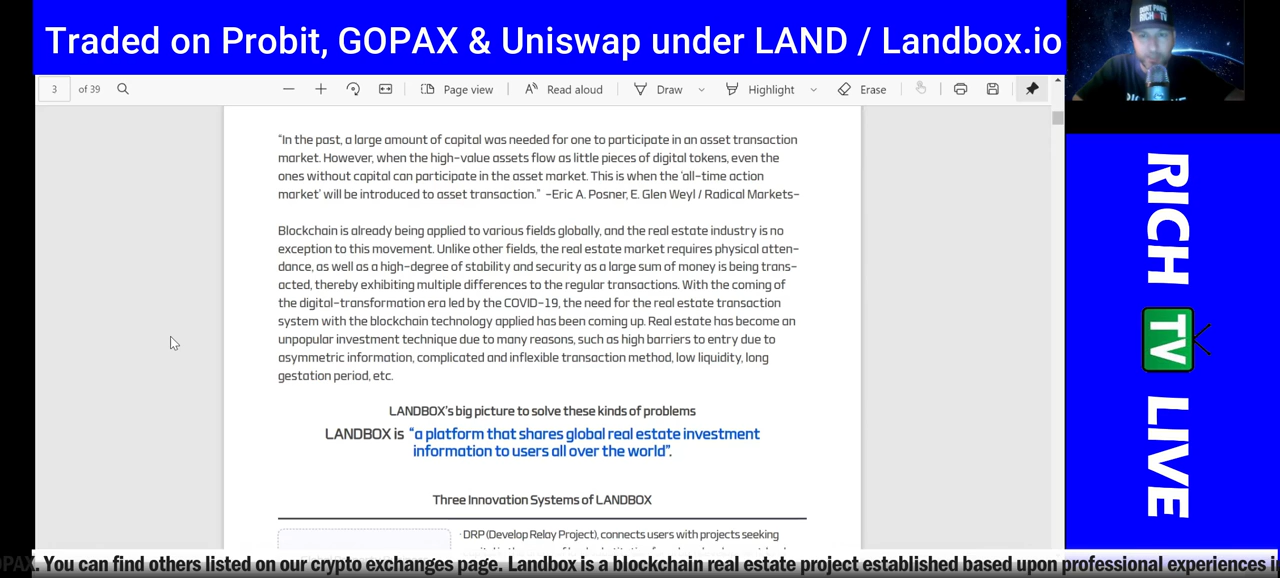 Traded on Probit, GOPAX & Uniswap under LAND / Landbox.io
3 of 39
Page view
Read aloud
Draw
Highlight
Erase
“In the past, a large amount of capital was needed for one to participate in an asset transaction
market. However, when the high-value assets flow as little pieces of digital tokens, even the
ones without capital can participate in the asset market. This is when the ‘all-time action
market’ will be introduced to asset transaction.” -Eric A. Posner, E. Glen Weyl / Radical Markets-
Blockchain is already being applied to various fields globally, and the real estate industry is no
exception to this movement. Unlike other fields, the real estate market requires physical atten-
dance, as well as a high-degree of stability and security as a large sum of money is being trans-
acted, thereby exhibiting multiple differences to the regular transactions. With the coming of
the digital-transformation era led by the COVID-19, the need for the real estate transaction
system with the blockchain technology applied has been coming up. Real estate has become an
unpopular investment technique due to many reasons, such as high barriers to entry due to
asymmetric information, complicated and inflexible transaction method, low liquidity, long
gestation period, etc.
LANDBOX’s big picture to solve these kinds of problems
LANDBOX is “a platform that shares global real estate investment
information to users all over the world”.
Three Innovation Systems of LANDBOX
· DRP (Develop Relay Project), connects users with projects seeking
OPAX. You can find others listed on our crypto exchanges page. Landbox is a blockchain real estate project established based upon professional experiences i
RICH TV LIVE